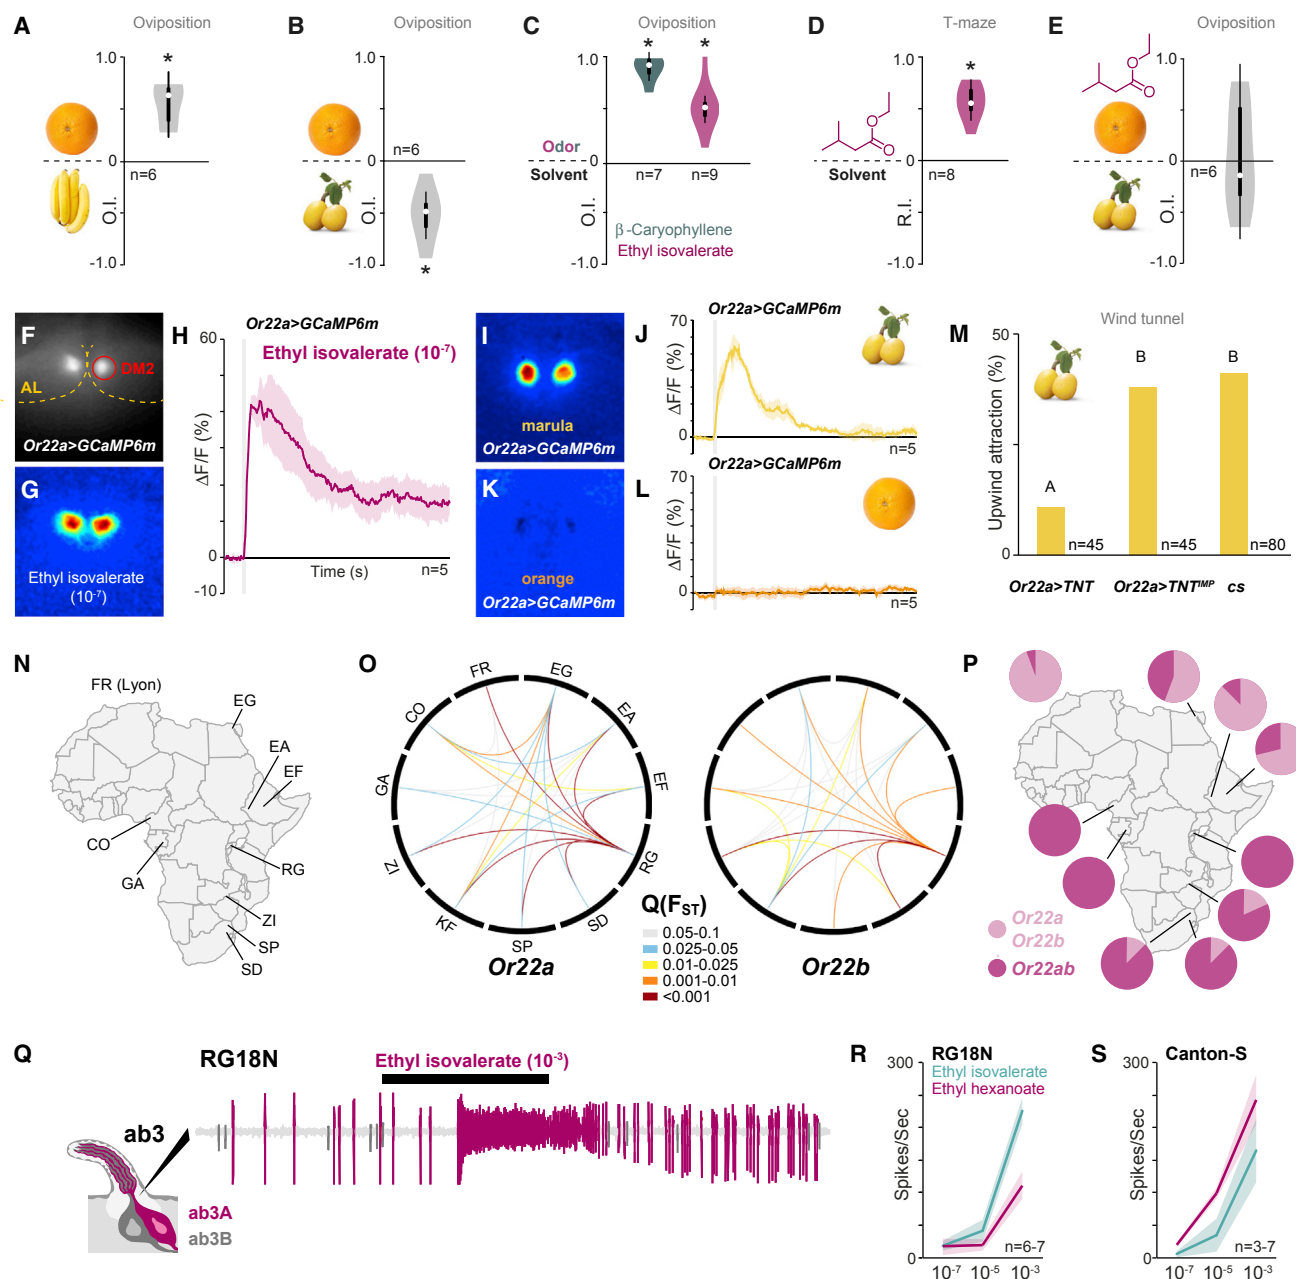 A
Oviposition
1.0
*
0
n=6
O.I.
-1.0
B
Oviposition
1.0
n=6
0
O.I.
-1.0
*
C
Oviposition
1.0
* *
Odor
0
Solvent
n=7 n=9
O.I.
β-Caryophyllene
Ethyl isovalerate
-1.0
D
T-maze
1.0
*
O
O
0
Solvent
n=8
R.I.
-1.0
E
Oviposition
O
O
1.0
0
n=6
O.I.
-1.0
F
DM2
AL
Or22a>GCaMP6m
G
Ethyl isovalerate
(10-7)
H
Or22a>GCaMP6m
60
Ethyl isovalerate (10-7)
ΔF/F (%)
0
Time (s)
n=5
-10
I
marula
Or22a>GCaMP6m
J
Or22a>GCaMP6m
70
ΔF/F (%)
0
n=5
K
orange
Or22a>GCaMP6m
L
Or22a>GCaMP6m
70
ΔF/F (%)
0
n=5
M
Wind tunnel
50
Upwind attraction (%)
A
B
B
0
n=45
n=45
n=80
Or22a>TNT
Or22a>TNTIMP
cs
N
FR (Lyon)
EG
EA
EF
CO
GA
RG
ZI
SP
SD
O
FR
EG
CO
EA
GA
EF
ZI
RG
KF
SD
SP
Or22a
Or22b
Q(FST)
0.05-0.1
0.025-0.05
0.01-0.025
0.001-0.01
<0.001
P
Or22a
Or22b
Or22ab
Q
RG18N
Ethyl isovalerate (10-3)
ab3
ab3A
ab3B
R
RG18N
300
Ethyl isovalerate
Ethyl hexanoate
Spikes/Sec
n=6-7
0
10-7 10-5 10-3
S
Canton-S
300
Spikes/Sec
n=3-7
0
10-7 10-5 10-3